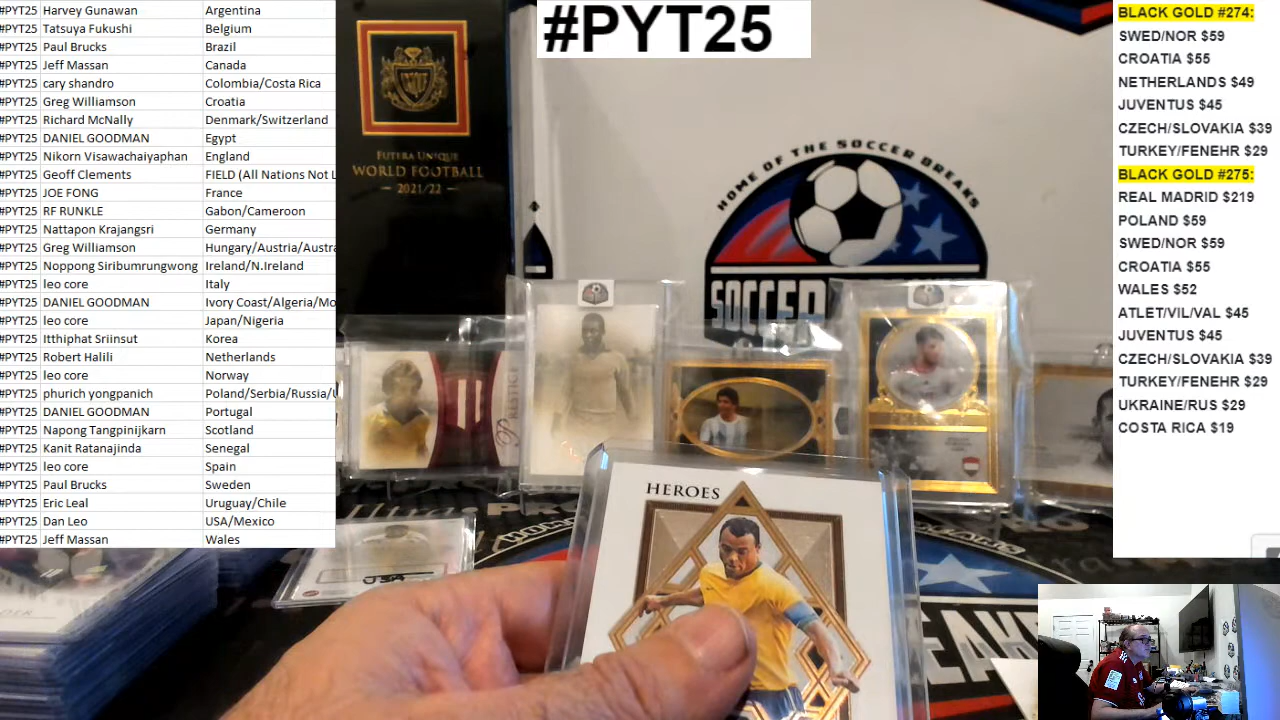 #PYT25 Harvey Gunawan Argentina
#PYT25 Tatsuya Fukushi Belgium
#PYT25 Paul Brucks Brazil
#PYT25 Jeff Massan Canada
#PYT25 cary shandro Colombia/Costa Rica
#PYT25 Greg Williamson Croatia
#PYT25 Richard McNally Denmark/Switzerland
#PYT25 DANIEL GOODMAN Egypt
#PYT25 Nikorn Visawachaiyaphan England
#PYT25 Geoff Clements FIELD (All Nations Not L
#PYT25 JOE FONG France
#PYT25 RF RUNKLE Gabon/Cameroon
#PYT25 Nattapon Krajangsri Germany
#PYT25 Greg Williamson Hungary/Austria/Austra
#PYT25 Noppong Siribumrungwong Ireland/N.Ireland
#PYT25 leo core Italy
#PYT25 DANIEL GOODMAN Ivory Coast/Algeria/Mo
#PYT25 leo core Japan/Nigeria
#PYT25 Itthiphat Sriinsut Korea
#PYT25 Robert Halili Netherlands
#PYT25 leo core Norway
#PYT25 phurich yongpanich Poland/Serbia/Russia/U
#PYT25 DANIEL GOODMAN Portugal
#PYT25 Napong Tangpinijkarn Scotland
#PYT25 Kanit Ratanajinda Senegal
#PYT25 leo core Spain
#PYT25 Paul Brucks Sweden
#PYT25 Eric Leal Uruguay/Chile
#PYT25 Dan Leo USA/Mexico
#PYT25 Jeff Massan Wales
#PYT25
FUTERA UNIQUE
WORLD FOOTBALL
2021/22
HOME OF THE SOCCER BREAKS
SOCCER
HEROES
BLACK GOLD #274:
SWED/NOR $59
CROATIA $55
NETHERLANDS $49
JUVENTUS $45
CZECH/SLOVAKIA $39
TURKEY/FENEHR $29
BLACK GOLD #275:
REAL MADRID $219
POLAND $59
SWED/NOR $59
CROATIA $55
WALES $52
ATLET/VIL/VAL $45
JUVENTUS $45
CZECH/SLOVAKIA $39
TURKEY/FENEHR $29
UKRAINE/RUS $29
COSTA RICA $19